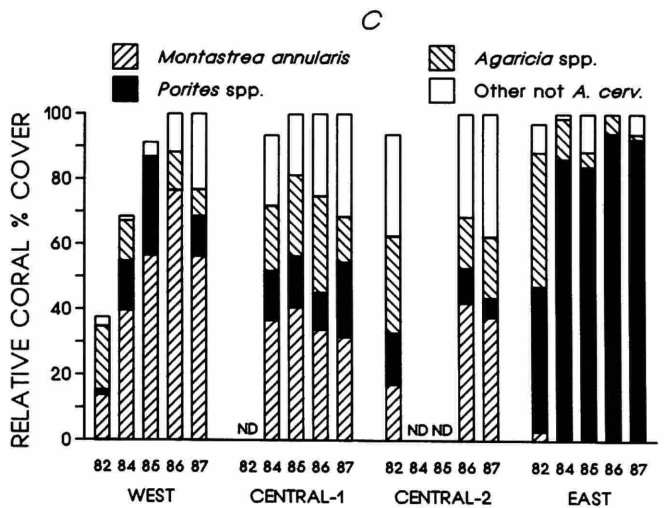 C
Montastrea annularis
Agaricia spp.
Porites spp.
Other not A. cerv.
RELATIVE CORAL % COVER
100
80
60
40
20
0
ND
ND ND
82 84 85 86 87 82 84 85 86 87 82 84 85 86 87 82 84 85 86 87
WEST CENTRAL-1 CENTRAL-2 EAST